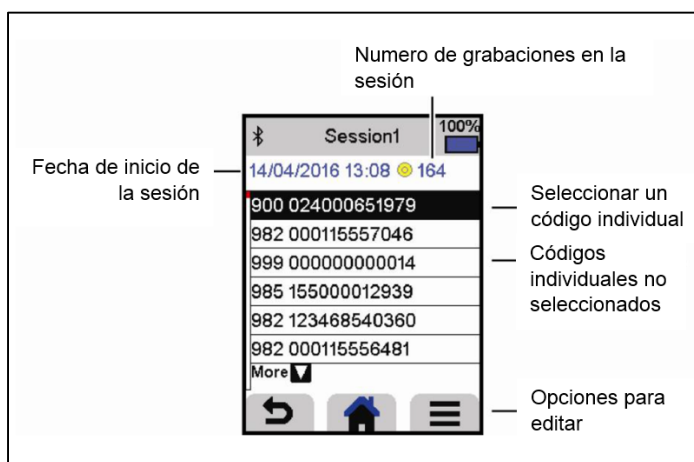 Numero de grabaciones en la
sesión
Session1
100%
Fecha de inicio de
la sesión
14/04/2016 13:08 164
900 024000651979
982 000115557046
999 000000000014
985 155000012939
982 123468540360
982 000115556481
More
Seleccionar un
código individual
Códigos
individuales no
seleccionados
Opciones para
editar